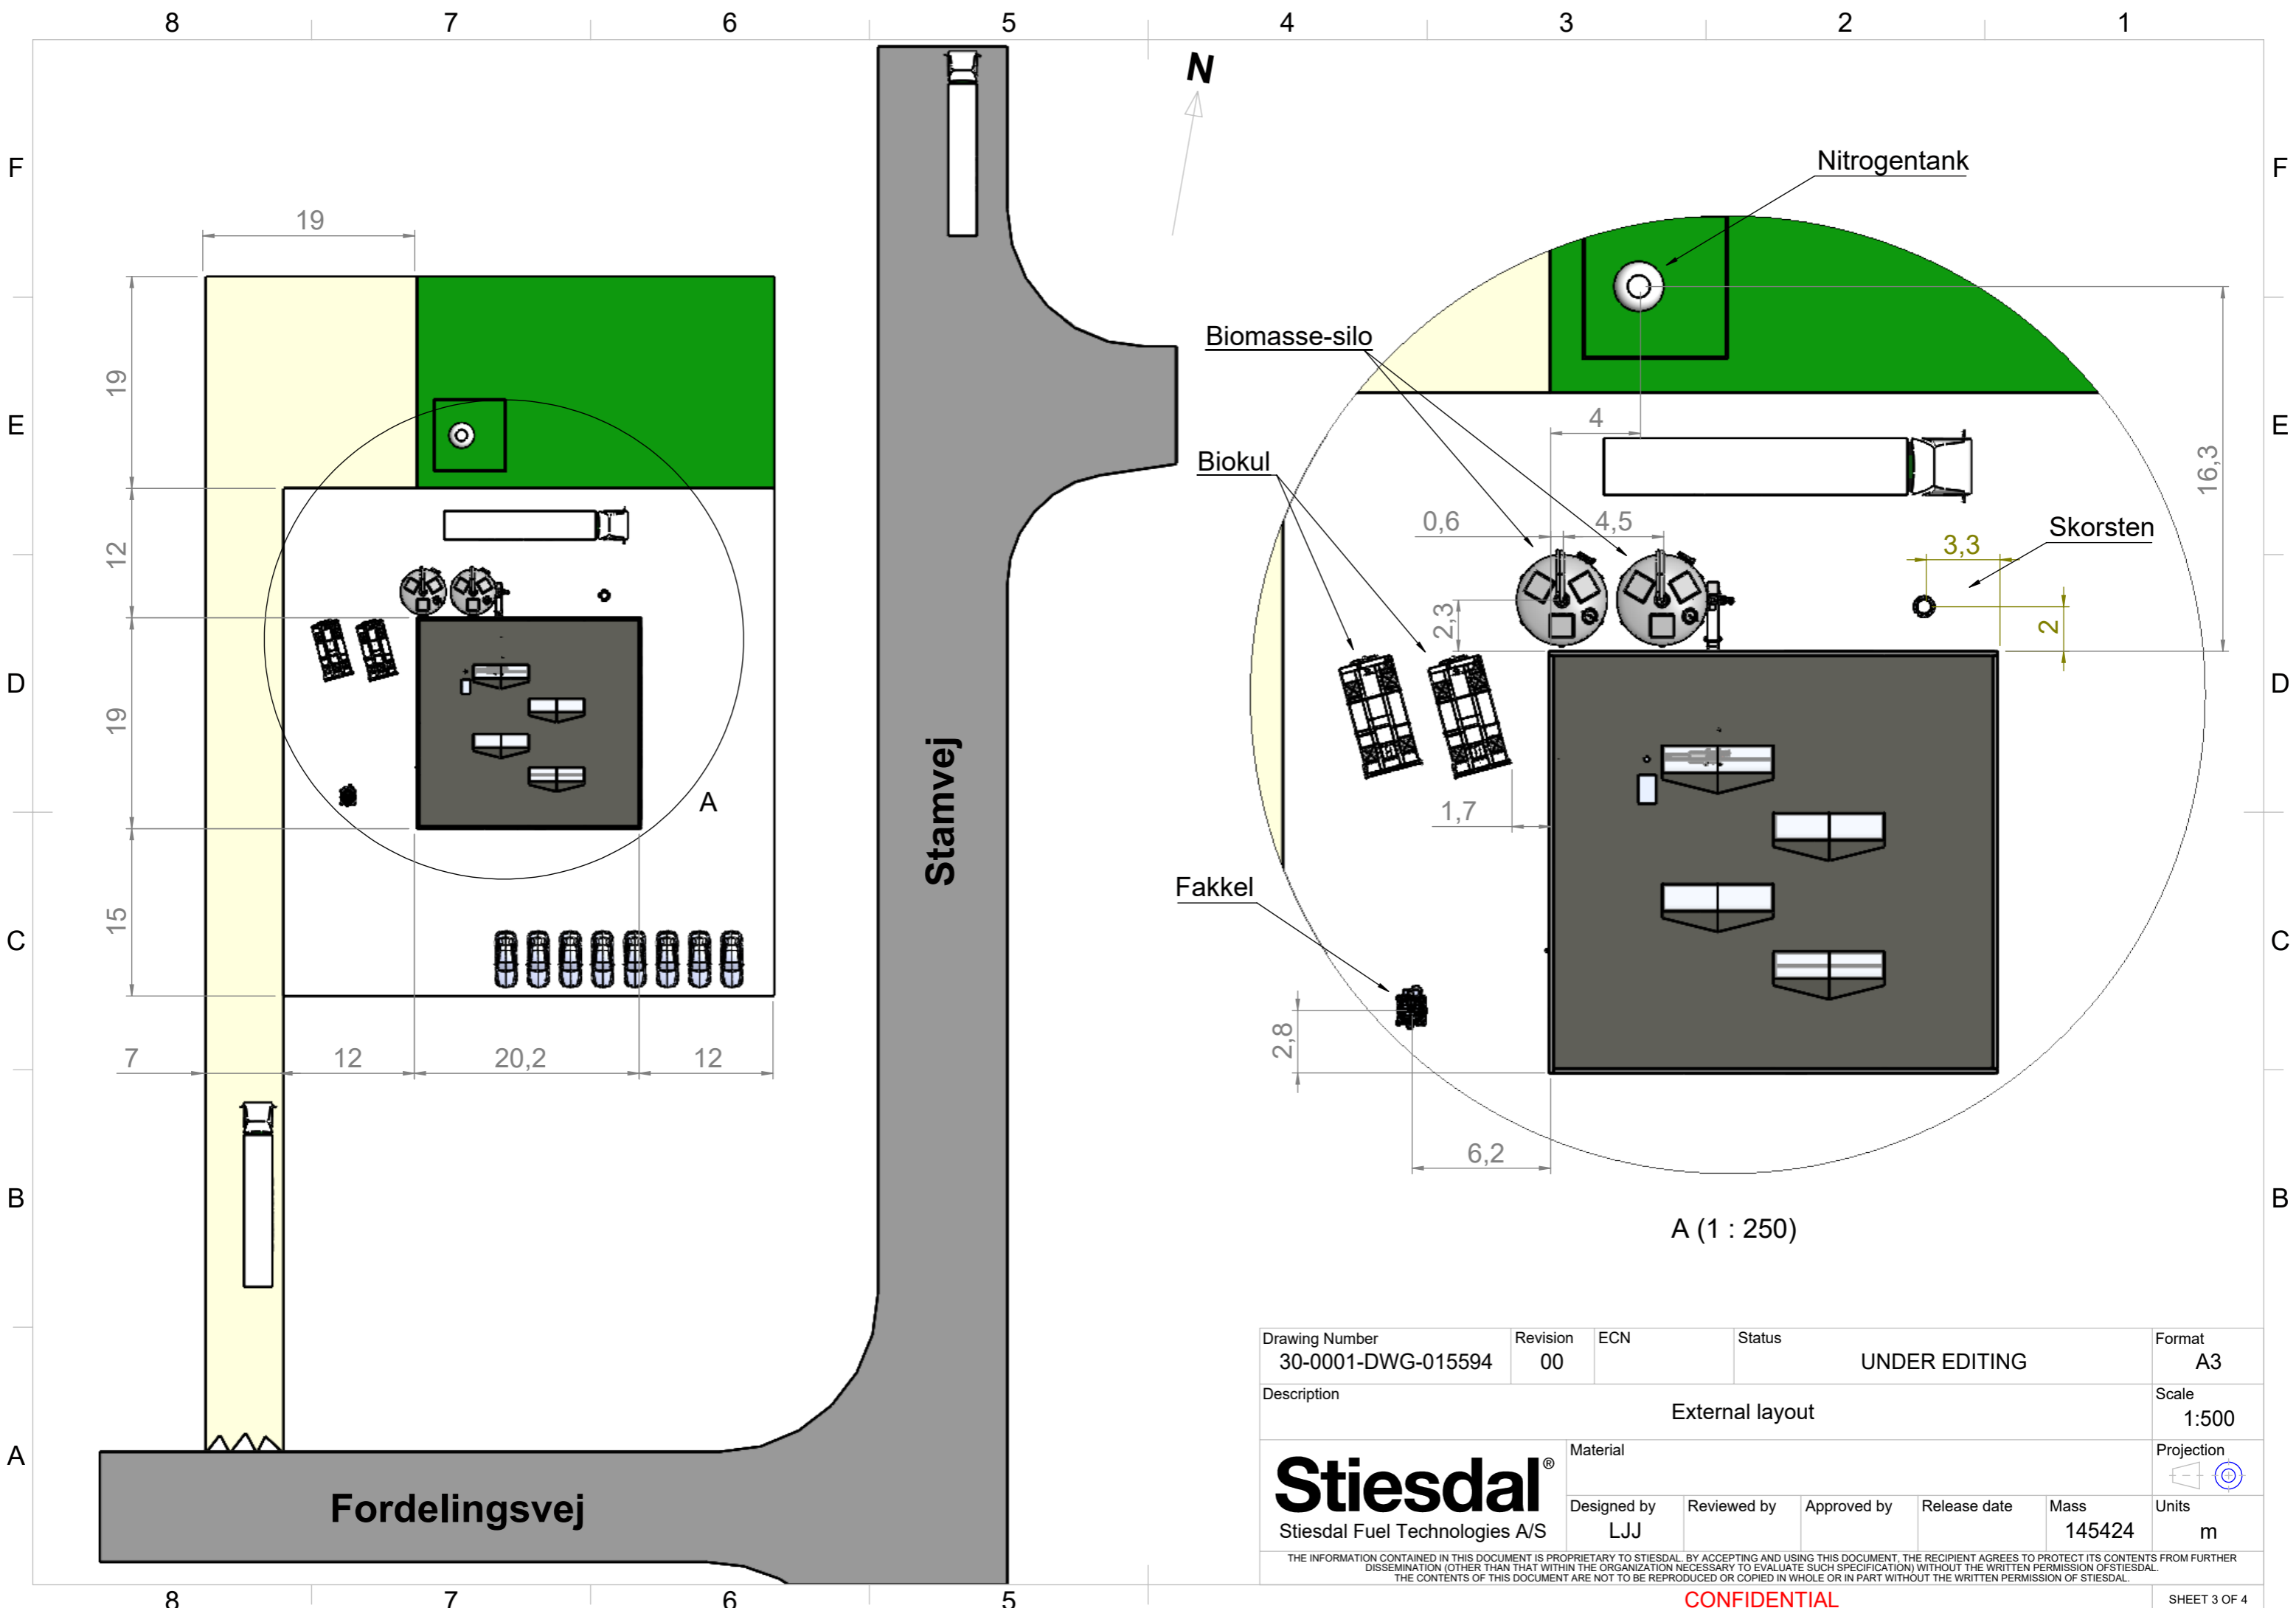 8 7 6 5 4 3 2 1
N
F F
Nitrogentank
19
Biomasse-silo
19
E E
4
Biokul
16,3
0,6 4,5
Skorsten
3,3
12
2,3
2
D D
19
1,7
A
Stamvej
Fakkel
15
C C
2,8
7 12 20,2 12
6,2
B B
A (1 : 250)
Drawing Number Revision ECN Status Format
30-0001-DWG-015594 00 UNDER EDITING A3
Description Scale
External layout 1:500
A
Material Projection
Stiesdal®
Stiesdal Fuel Technologies A/S
Designed by Reviewed by Approved by Release date Mass Units
LJJ 145424 m
Fordelingsvej
THE INFORMATION CONTAINED IN THIS DOCUMENT IS PROPRIETARY TO STIESDAL. BY ACCEPTING AND USING THIS DOCUMENT, THE RECIPIENT AGREES TO PROTECT ITS CONTENTS FROM FURTHER
DISSEMINATION (OTHER THAN THAT WITHIN THE ORGANIZATION NECESSARY TO EVALUATE SUCH SPECIFICATION) WITHOUT THE WRITTEN PERMISSION OFSTIESDAL.
THE CONTENTS OF THIS DOCUMENT ARE NOT TO BE REPRODUCED OR COPIED IN WHOLE OR IN PART WITHOUT THE WRITTEN PERMISSION OF STIESDAL.
8 7 6 5
CONFIDENTIAL
SHEET 3 OF 4